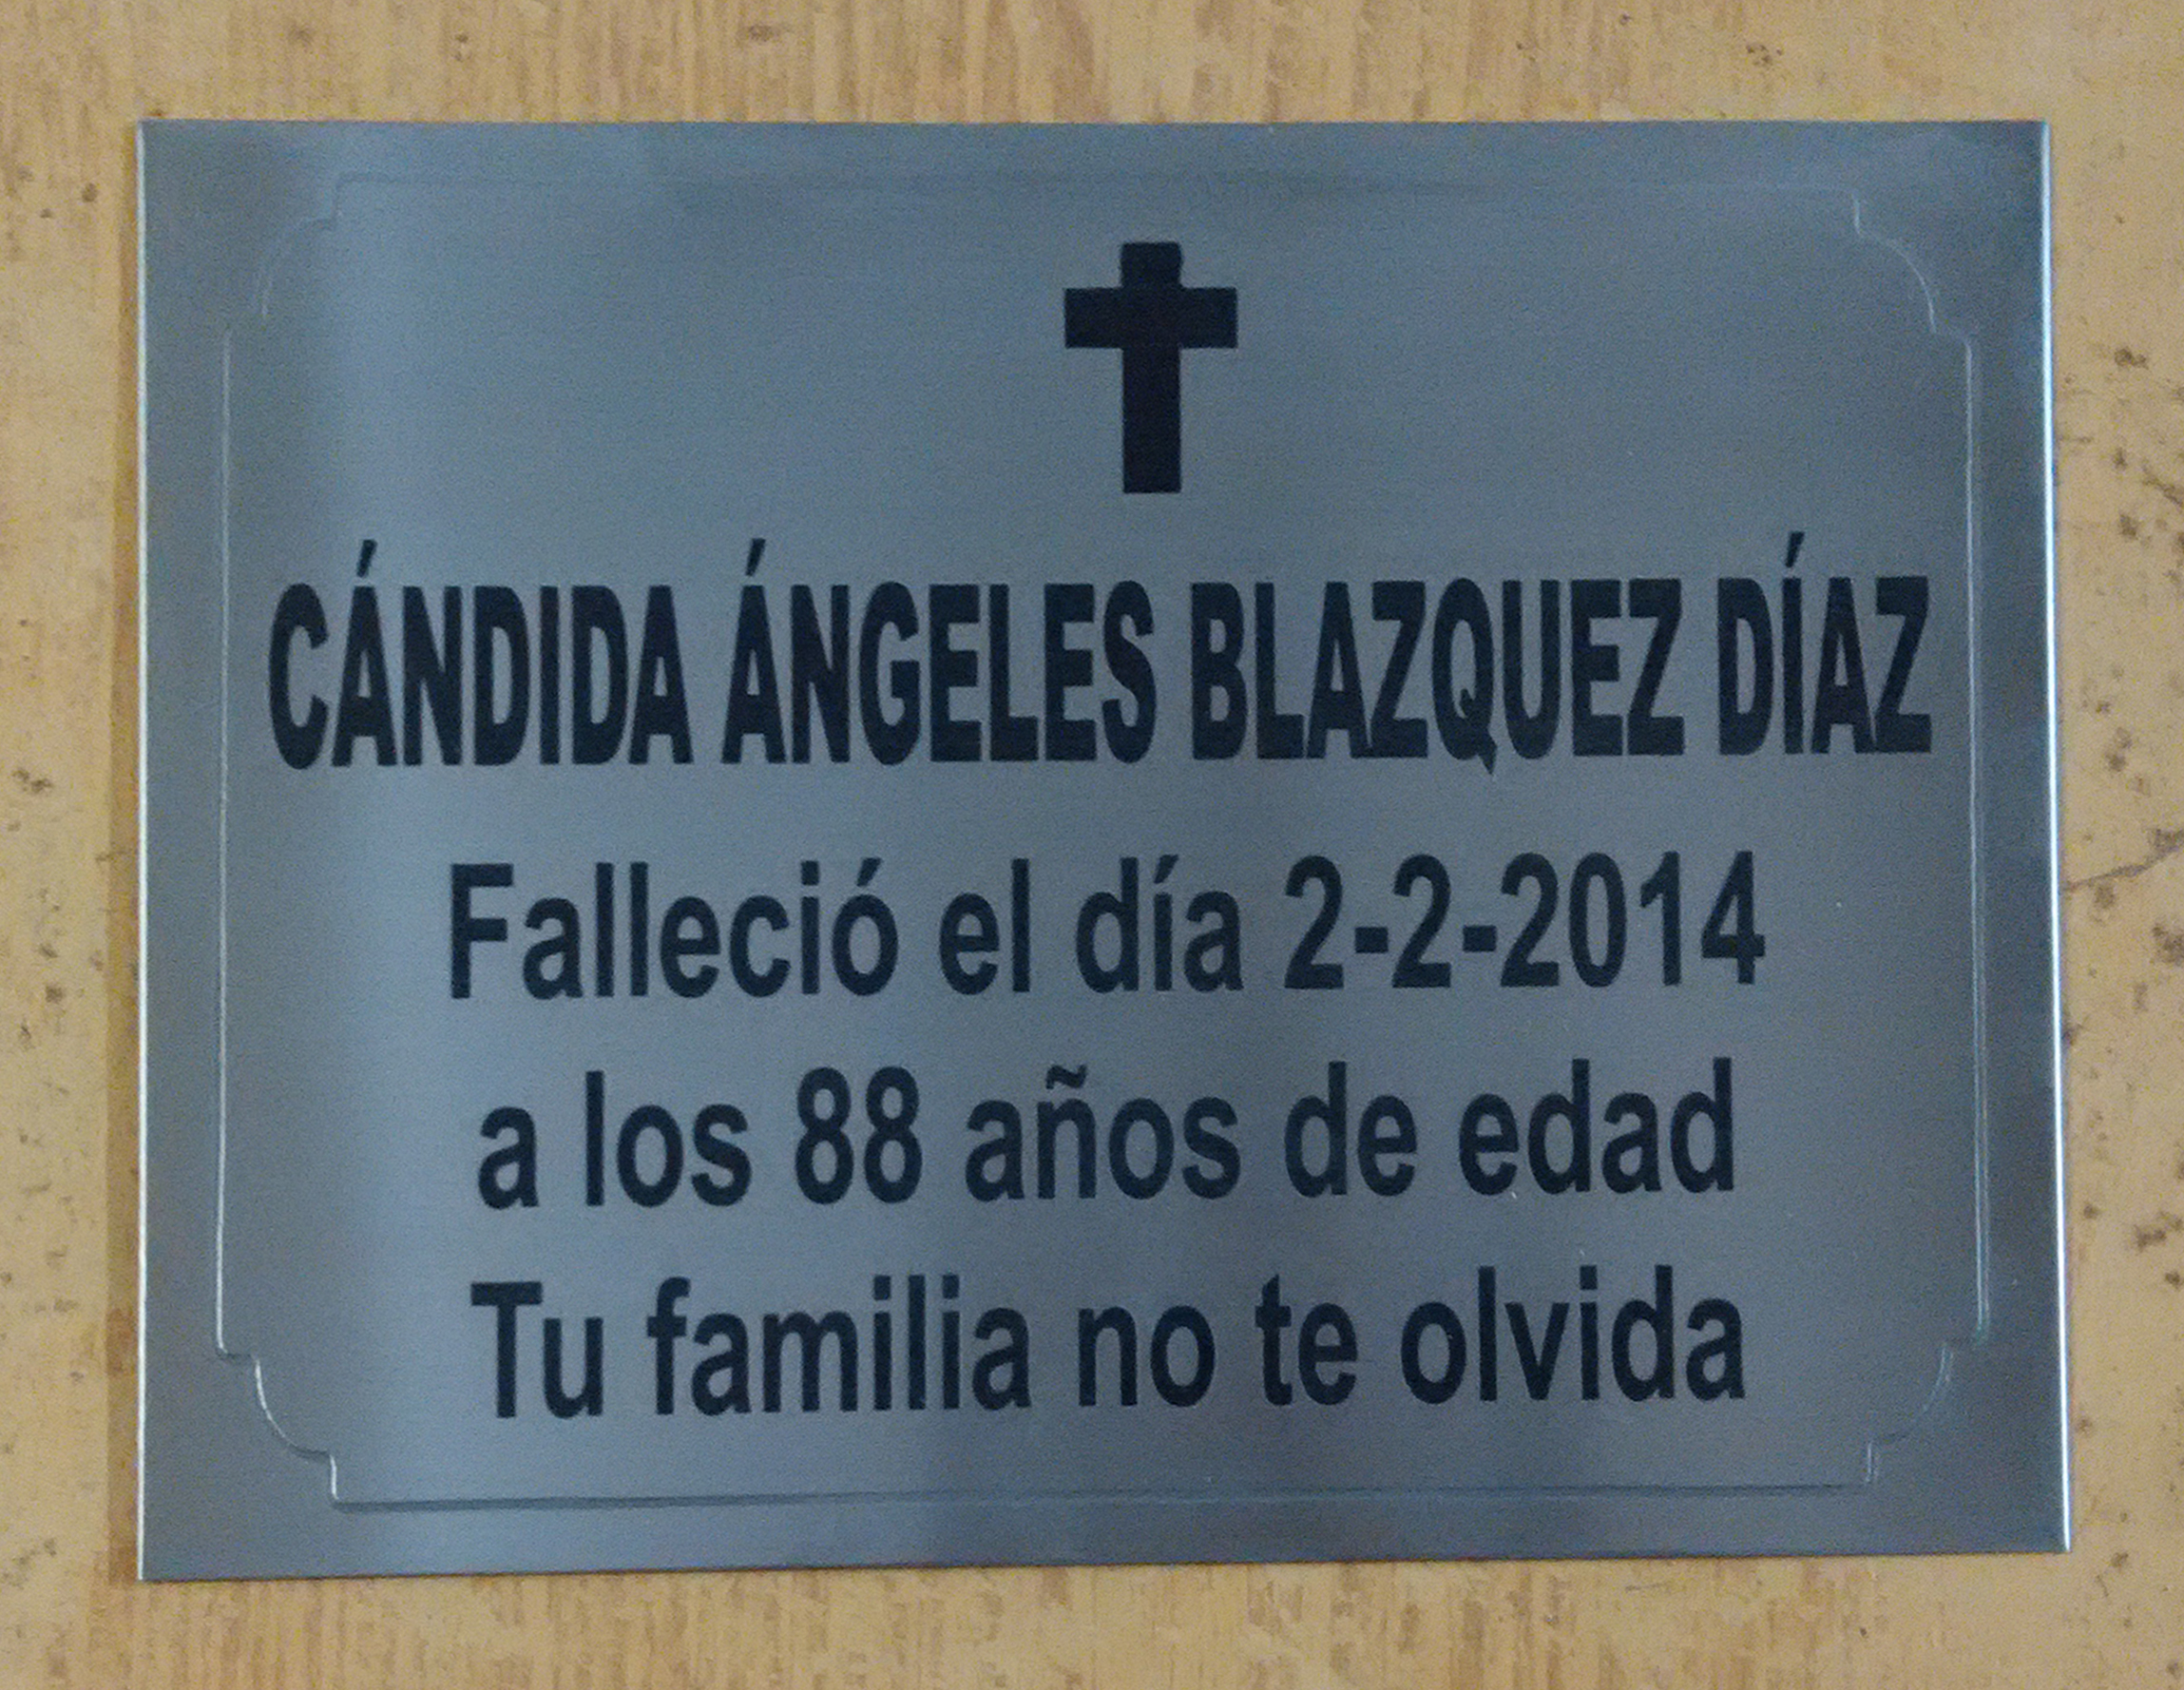 CÁNDIDA ÁNGELES BLAZQUEZ DÍAZ
Falleció el día 2-2-2014
a los 88 años de edad
Tu familia no te olvida